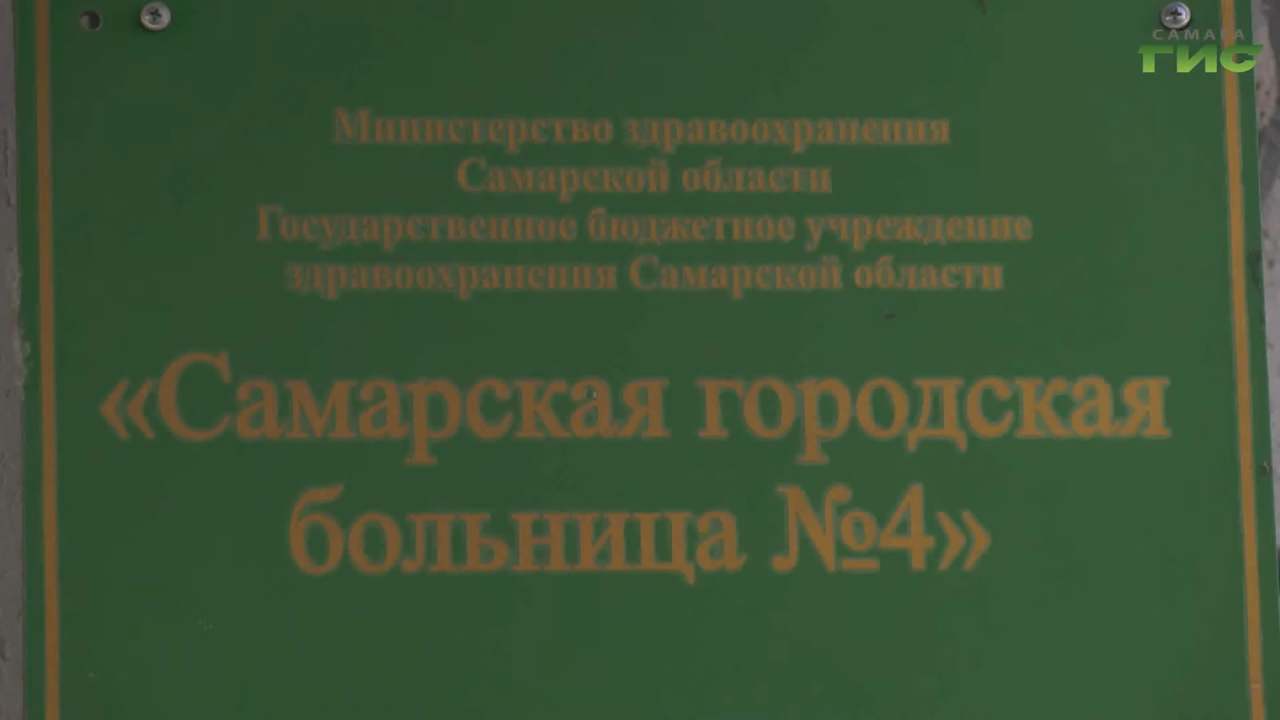 САМАРА
ГИС
Министерство здравоохранения
Самарской области
Государственное бюджетное учреждение
здравоохранения Самарской области
«Самарская городская
больница №4»